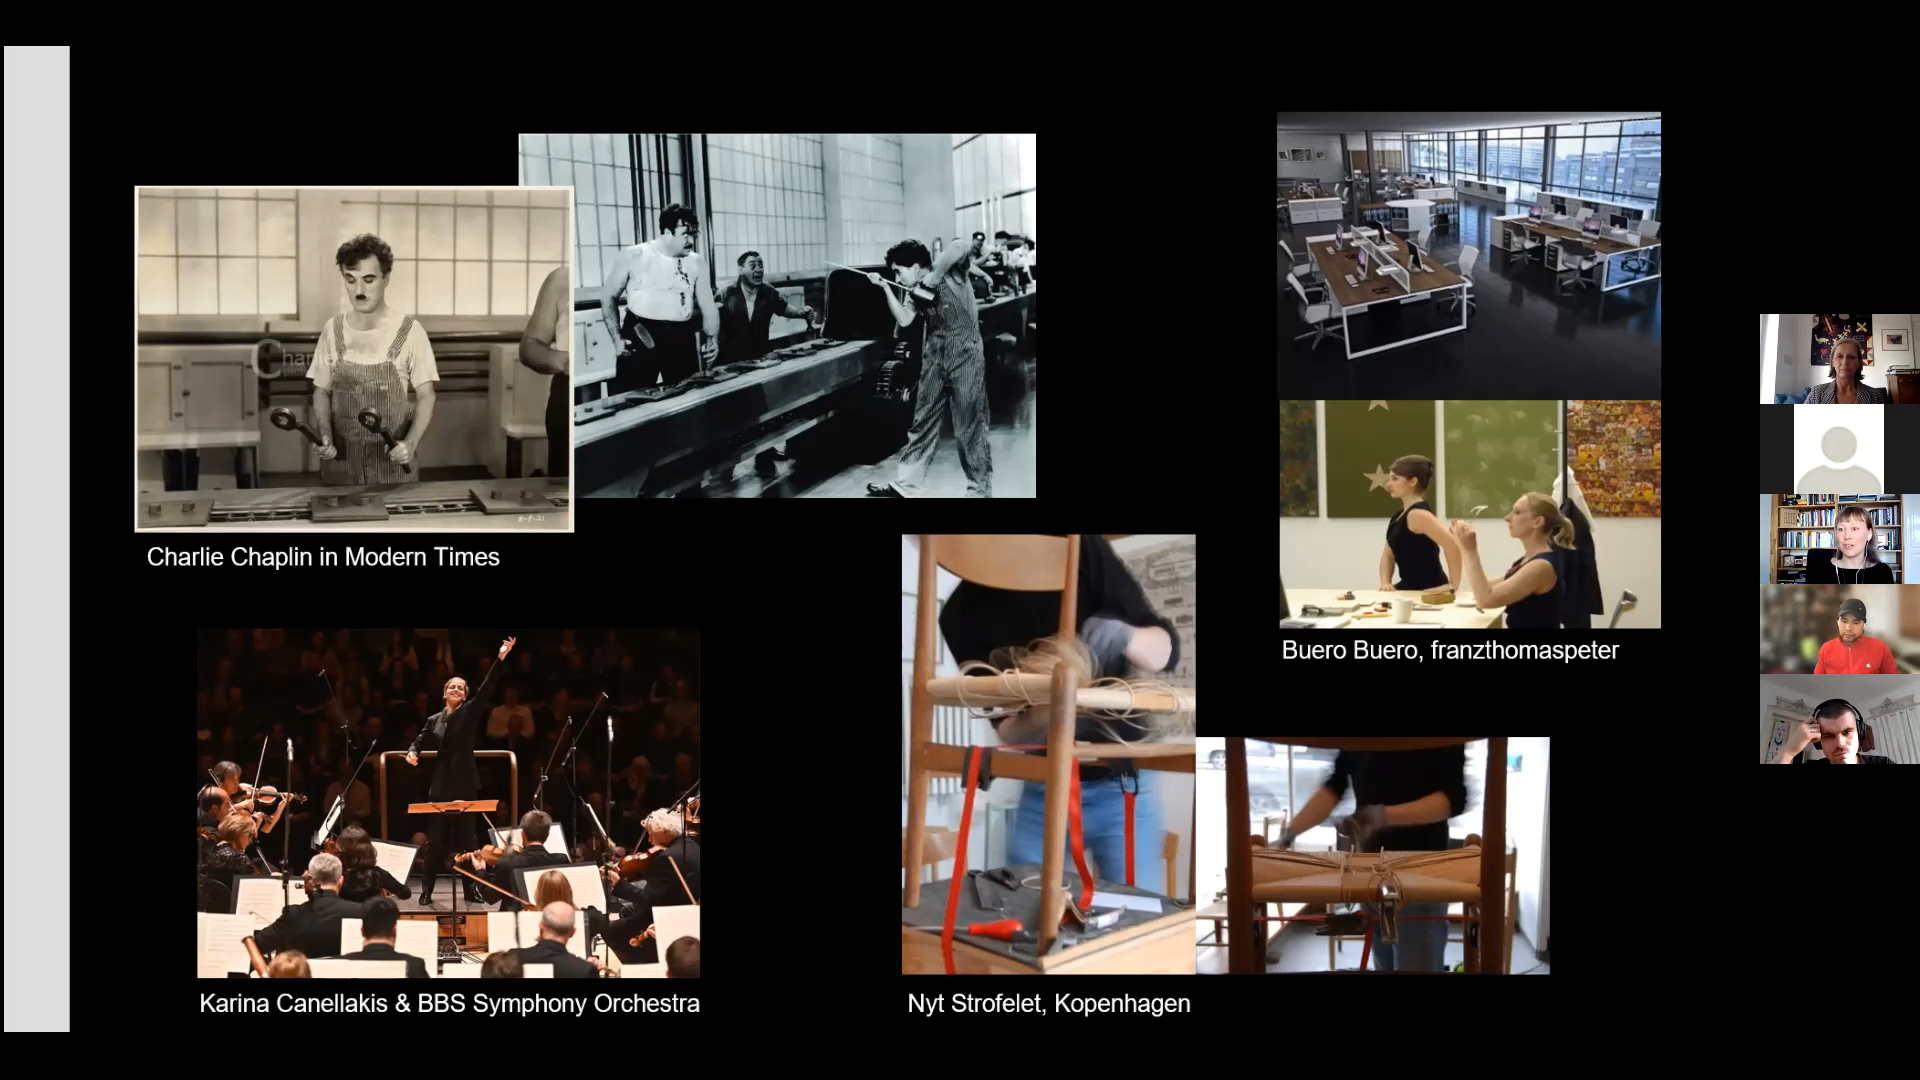 Charlie Chaplin in Modern Times
Buero Buero, franzthomaspeter
Karina Canellakis & BBS Symphony Orchestra
Nyt Strofelet, Kopenhagen